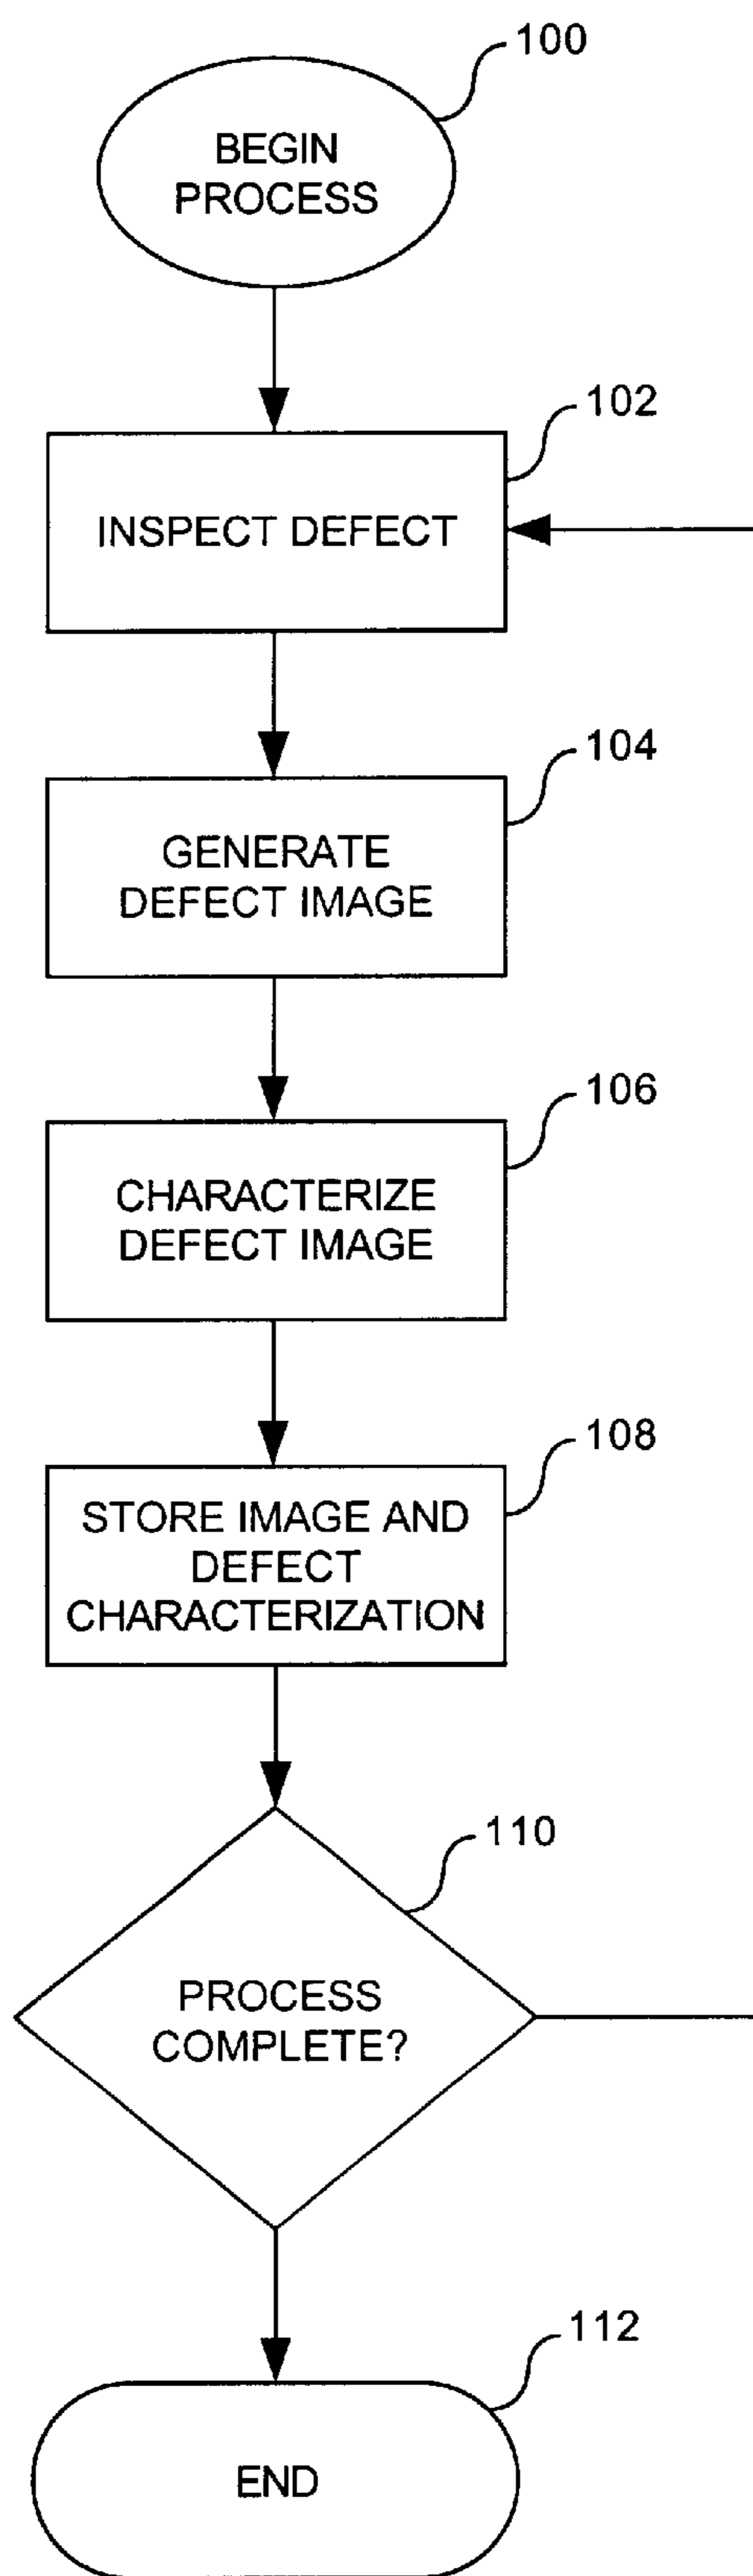 100
BEGIN
PROCESS
102
INSPECT DEFECT
104
GENERATE
DEFECT IMAGE
106
CHARACTERIZE
DEFECT IMAGE
108
STORE IMAGE AND
DEFECT
CHARACTERIZATION
110
PROCESS
COMPLETE?
112
END